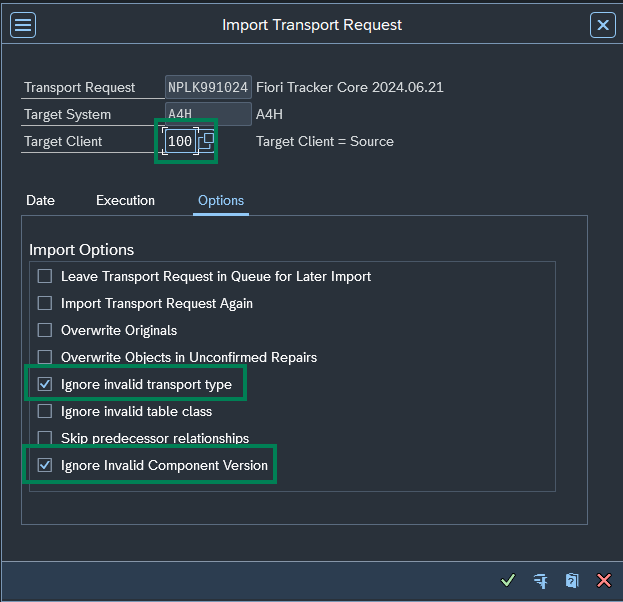 Import Transport Request
Transport Request NPLK991024 Fiori Tracker Core 2024.06.21
Target System A4H A4H
Target Client 100 Target Client = Source
Date Execution Options
Import Options
Leave Transport Request in Queue for Later Import
Import Transport Request Again
Overwrite Originals
Overwrite Objects in Unconfirmed Repairs
Ignore invalid transport type
Ignore invalid table class
Skip predecessor relationships
Ignore Invalid Component Version